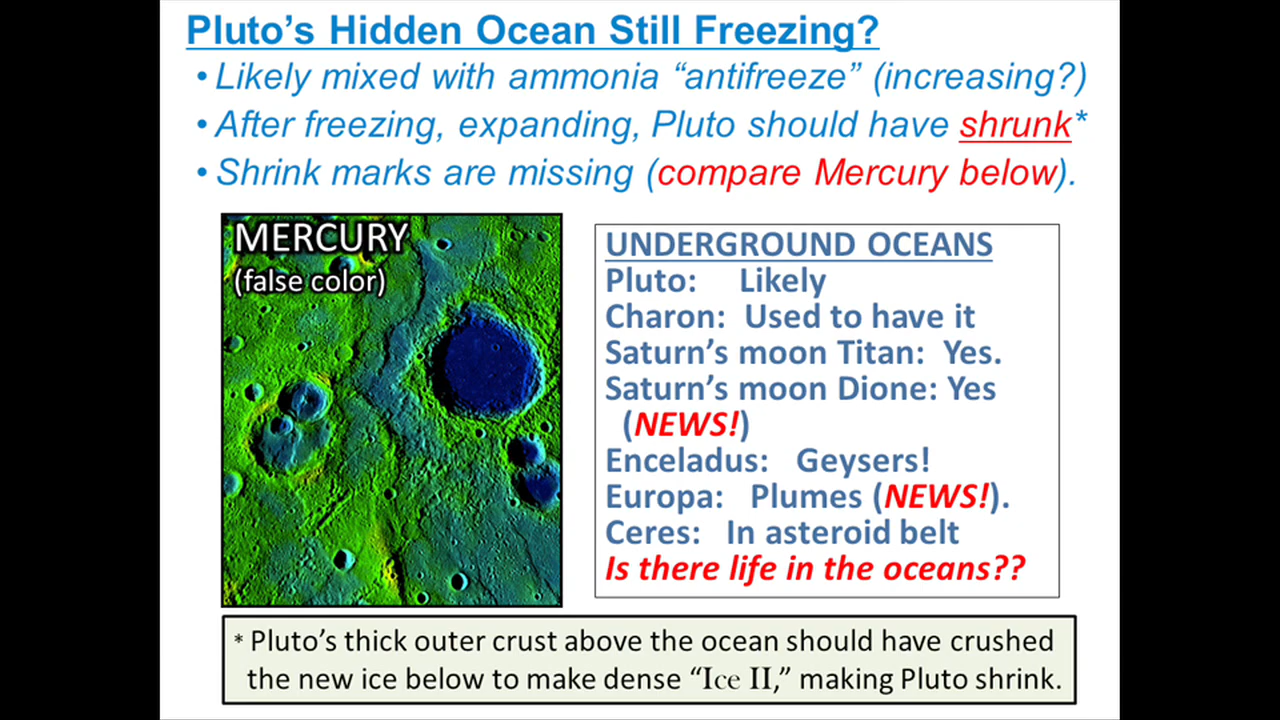 Pluto’s Hidden Ocean Still Freezing?
• Likely mixed with ammonia “antifreeze” (increasing?)
• After freezing, expanding, Pluto should have shrunk*
• Shrink marks are missing (compare Mercury below).
MERCURY
(false color)
UNDERGROUND OCEANS
Pluto: Likely
Charon: Used to have it
Saturn’s moon Titan: Yes.
Saturn’s moon Dione: Yes
(NEWS!)
Enceladus: Geysers!
Europa: Plumes (NEWS!).
Ceres: In asteroid belt
Is there life in the oceans??
* Pluto’s thick outer crust above the ocean should have crushed
the new ice below to make dense “Ice II,” making Pluto shrink.